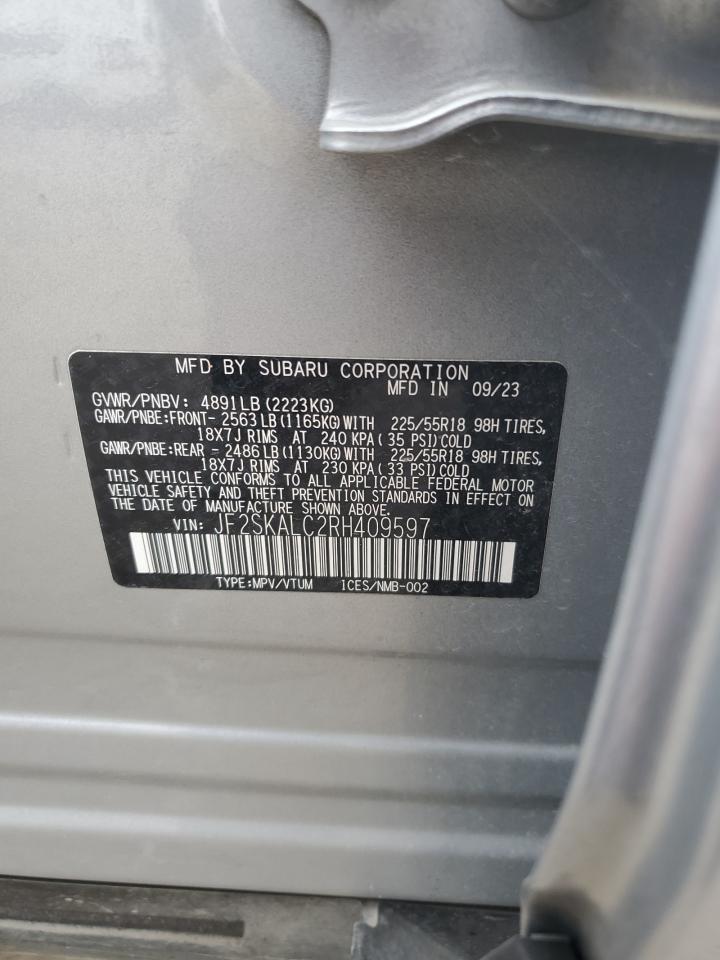 MFD BY SUBARU CORPORATION
MFD IN 09/23
GVWR/PNBV: 4891LB (2223KG)
GAWR/PNBE:FRONT- 2563 LB (1165KG)WITH 225/55R18 98H TIRES,
18X7J RIMS AT 240 KPA (35 PSI)COLD
GAWR/PNBE:REAR - 2486 LB (1130KG)WITH 225/55R18 98H TIRES,
18X7J RIMS AT 230 KPA (33 PSI)COLD
THIS VEHICLE CONFORMS TO ALL APPLICABLE FEDERAL MOTOR
VEHICLE SAFETY AND THEFT PREVENTION STANDARDS IN EFFECT ON
THE DATE OF MANUFACTURE SHOWN ABOVE.
VIN: JF2SKALC2RH409597
TYPE:MPV/VTUM ICES/NMB-002